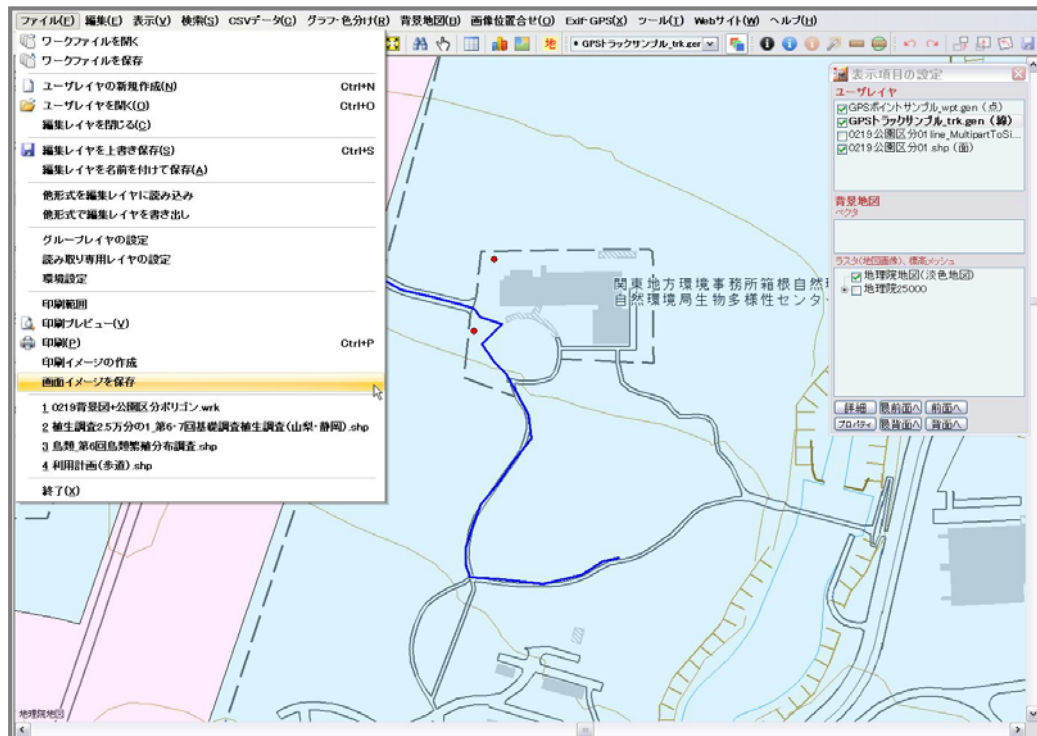 ファイル(F) 編集(E) 表示(V) 検索(S) CSVデータ(C) グラフ・色分け(R) 背景地図(B) 画像位置合せ(O) Exif・GPS(X) ツール(T) Webサイト(W) ヘルプ(H)
ワークファイルを開く
ワークファイルを保存
ユーザレイヤの新規作成(N) Ctrl+N
ユーザレイヤを開く(O) Ctrl+O
編集レイヤを閉じる(C)
編集レイヤを上書き保存(S) Ctrl+S
編集レイヤを名前を付けて保存(A)
他形式を編集レイヤに読み込み
他形式で編集レイヤを書き出し
グループレイヤの設定
読み取り専用レイヤの設定
環境設定
印刷範囲
印刷プレビュー(V)
印刷(P) Ctrl+P
印刷イメージの作成
画面イメージを保存
1 0219背景図+公園区分ポリゴン.wrk
2 植生調査2.5万分の1_第6・7回基礎調査植生調査(山梨・静岡).shp
3 鳥類_第6回鳥類繁殖分布調査.shp
4 利用計画(歩道).shp
終了(X)
地
• GPSトラックサンプル_trk.ger
関東地方環境事務所箱根自然
自然環境局生物多様性センタ
地理院地図
表示項目の設定
ユーザレイヤ
GPSポイントサンプル_wpt.gen (点)
GPSトラックサンプル_trk.gen (線)
0219公園区分01line_MultipartToSi...
0219公園区分01.shp (面)
背景地図
ベクタ
ラスタ(地図画像)、標高メッシュ
地理院地図(淡色地図)
地理院25000
詳細 最前面へ 前面へ
プロパティ 最背面へ 背面へ